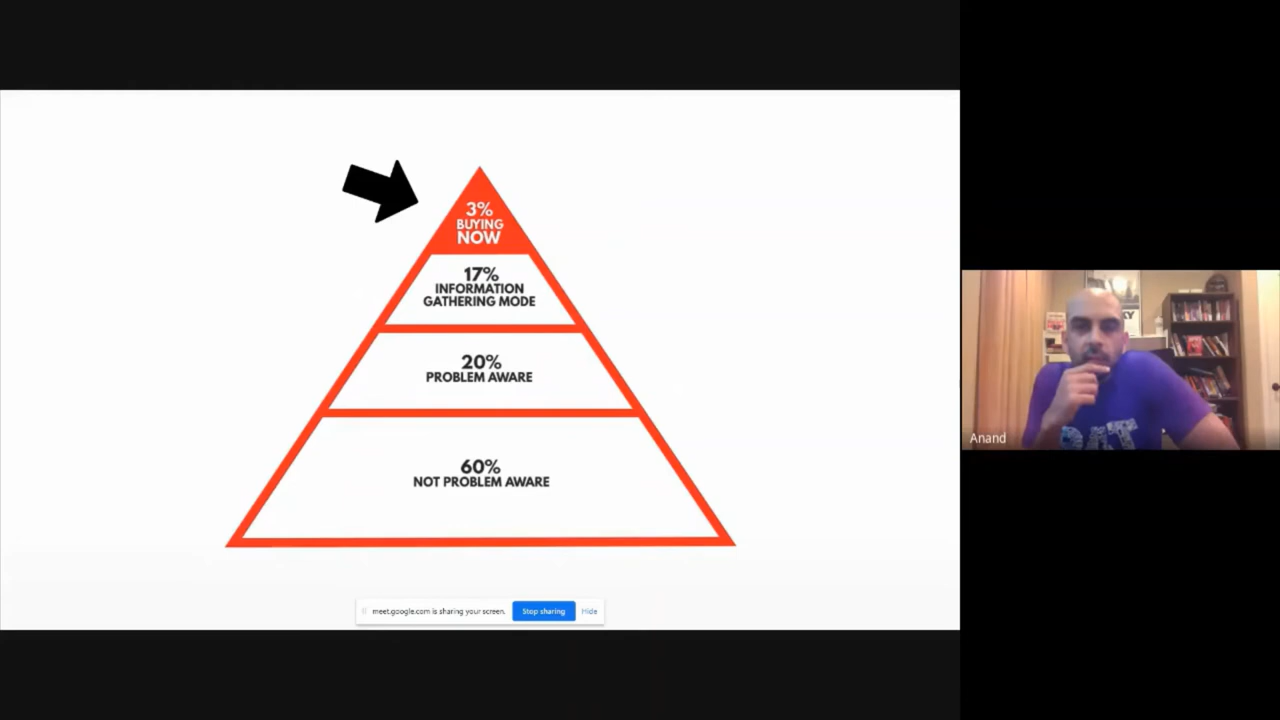 3%
BUYING
NOW
17%
INFORMATION
GATHERING MODE
20%
PROBLEM AWARE
60%
NOT PROBLEM AWARE
meet.google.com is sharing your screen.
Stop sharing
Hide
Anand